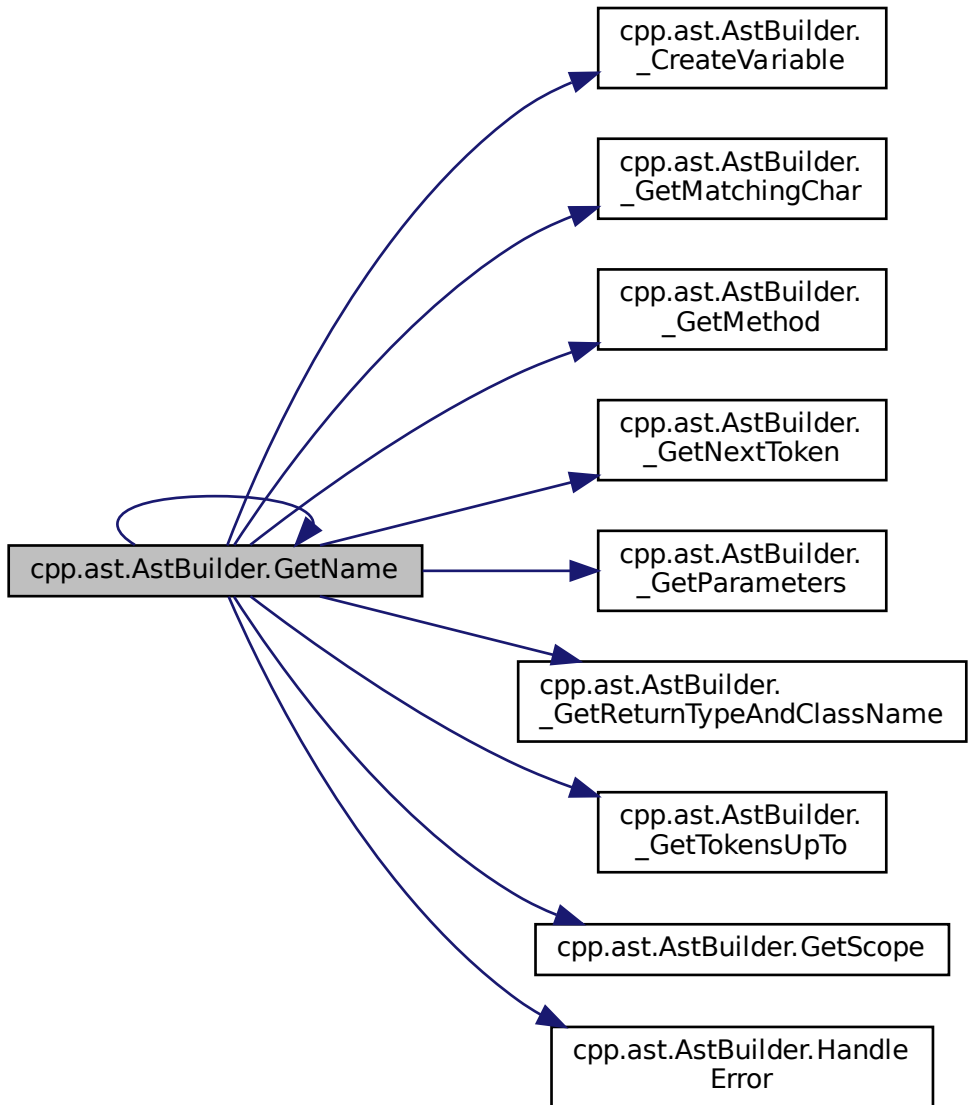 cpp.ast.AstBuilder.
_CreateVariable
cpp.ast.AstBuilder.
_GetMatchingChar
cpp.ast.AstBuilder.
_GetMethod
cpp.ast.AstBuilder.
_GetNextToken
cpp.ast.AstBuilder.GetName
cpp.ast.AstBuilder.
_GetParameters
cpp.ast.AstBuilder.
_GetReturnTypeAndClassName
cpp.ast.AstBuilder.
_GetTokensUpTo
cpp.ast.AstBuilder.GetScope
cpp.ast.AstBuilder.Handle
Error